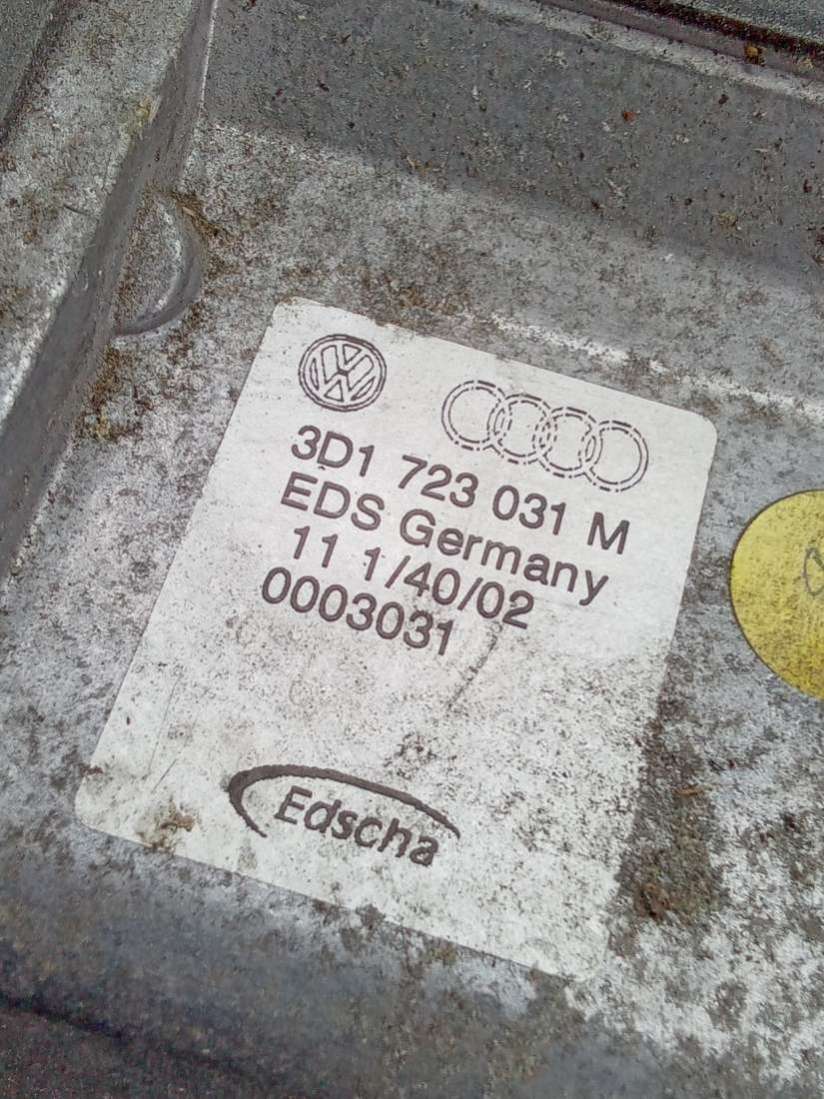 3D1 723 031 M
EDS Germany
11 1/40/02
0003031
Edscha